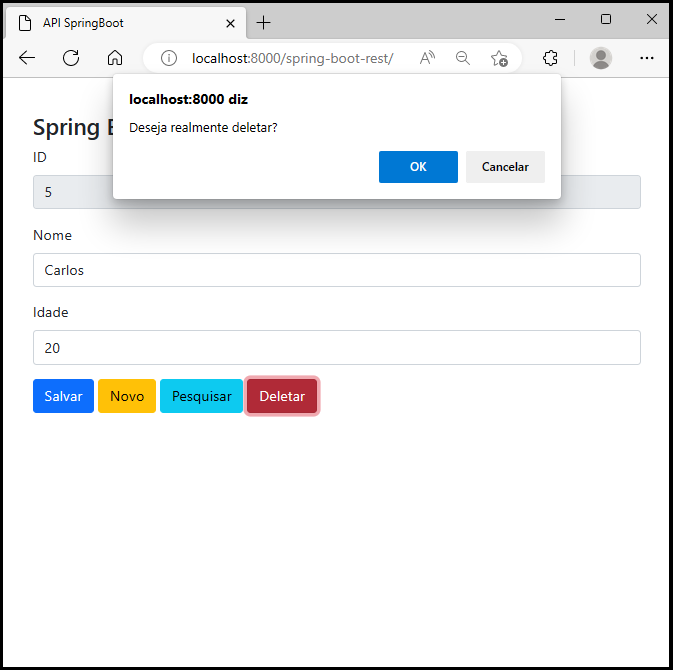 API SpringBoot
localhost:8000/spring-boot-rest/
localhost:8000 diz
Deseja realmente deletar?
OK Cancelar
Spring
ID
5
Nome
Carlos
Idade
20
Salvar Novo Pesquisar Deletar